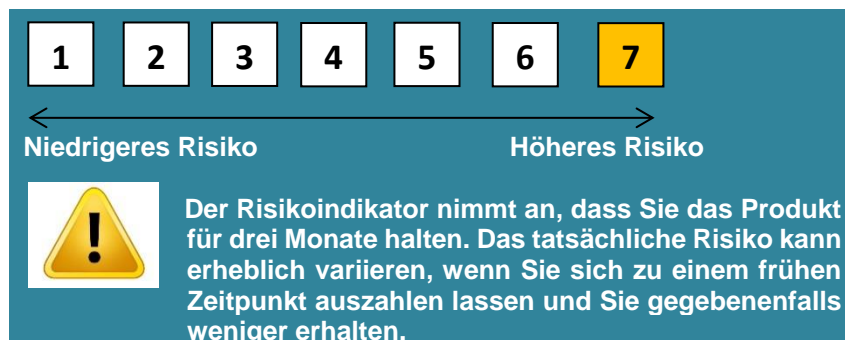 1 2 3 4 5 6 7
Niedrigeres Risiko Höheres Risiko
!
Der Risikoindikator nimmt an, dass Sie das Produkt
für drei Monate halten. Das tatsächliche Risiko kann
erheblich variieren, wenn Sie sich zu einem frühen
Zeitpunkt auszahlen lassen und Sie gegebenenfalls
weniger erhalten.